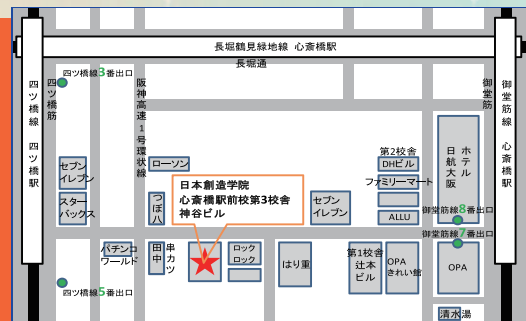 長堀鶴見緑地線 心斎橋駅
長堀通
四ツ橋線 四ツ橋駅
四ツ橋筋
四ツ橋線3番出口
阪神高速1号環状線
御堂筋
御堂筋線 心斎橋駅
セブン
イレブン
スター
バックス
ローソン
つぼ八
日本創造学院
心斎橋駅前校第3校舎
神谷ビル
セブン
イレブン
第2校舎
DHビル
ファミリーマート
ALLU
ホテル
日航大阪
御堂筋線8番出口
御堂筋線7番出口
パチンコ
ワールド
串カツ
田中
ロック
ロック
はり重
第1校舎
辻本
ビル
OPA
きれい館
OPA
四ツ橋線5番出口
清水湯